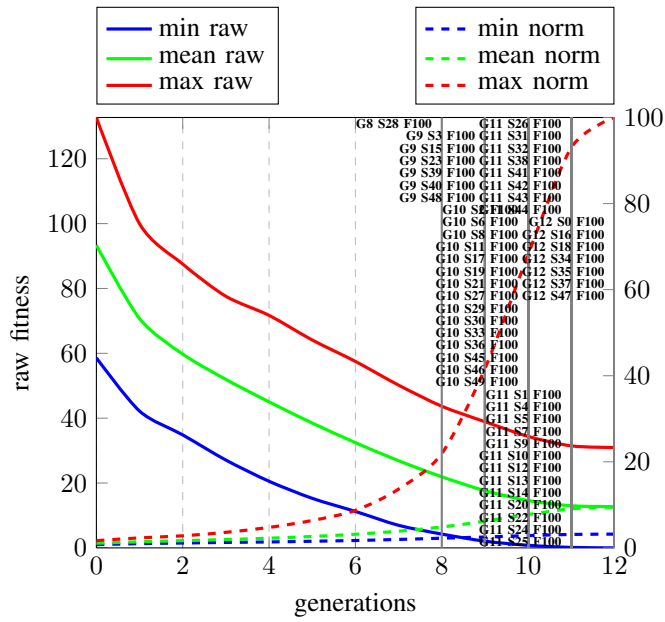 min raw
mean raw
max raw
min norm
mean norm
max norm
raw fitness
120
100
80
60
40
20
0
100
80
60
40
20
0
G8 S28 F100
G9 S3 F100
G9 S15 F100
G9 S23 F100
G9 S39 F100
G9 S40 F100
G9 S48 F100
G10 S2 F100
G10 S6 F100
G10 S8 F100
G10 S11 F100
G10 S17 F100
G10 S19 F100
G10 S21 F100
G10 S27 F100
G10 S29 F100
G10 S30 F100
G10 S33 F100
G10 S36 F100
G10 S45 F100
G10 S46 F100
G10 S49 F100
G11 S1 F100
G11 S4 F100
G11 S5 F100
G11 S7 F100
G11 S9 F100
G11 S10 F100
G11 S12 F100
G11 S13 F100
G11 S14 F100
G11 S20 F100
G11 S22 F100
G11 S24 F100
G11 S25 F100
G11 S26 F100
G11 S31 F100
G11 S32 F100
G11 S38 F100
G11 S41 F100
G11 S42 F100
G11 S43 F100
G11 S44 F100
G12 S0 F100
G12 S16 F100
G12 S18 F100
G12 S34 F100
G12 S35 F100
G12 S37 F100
G12 S47 F100
0 2 4 6 8 10 12
generations